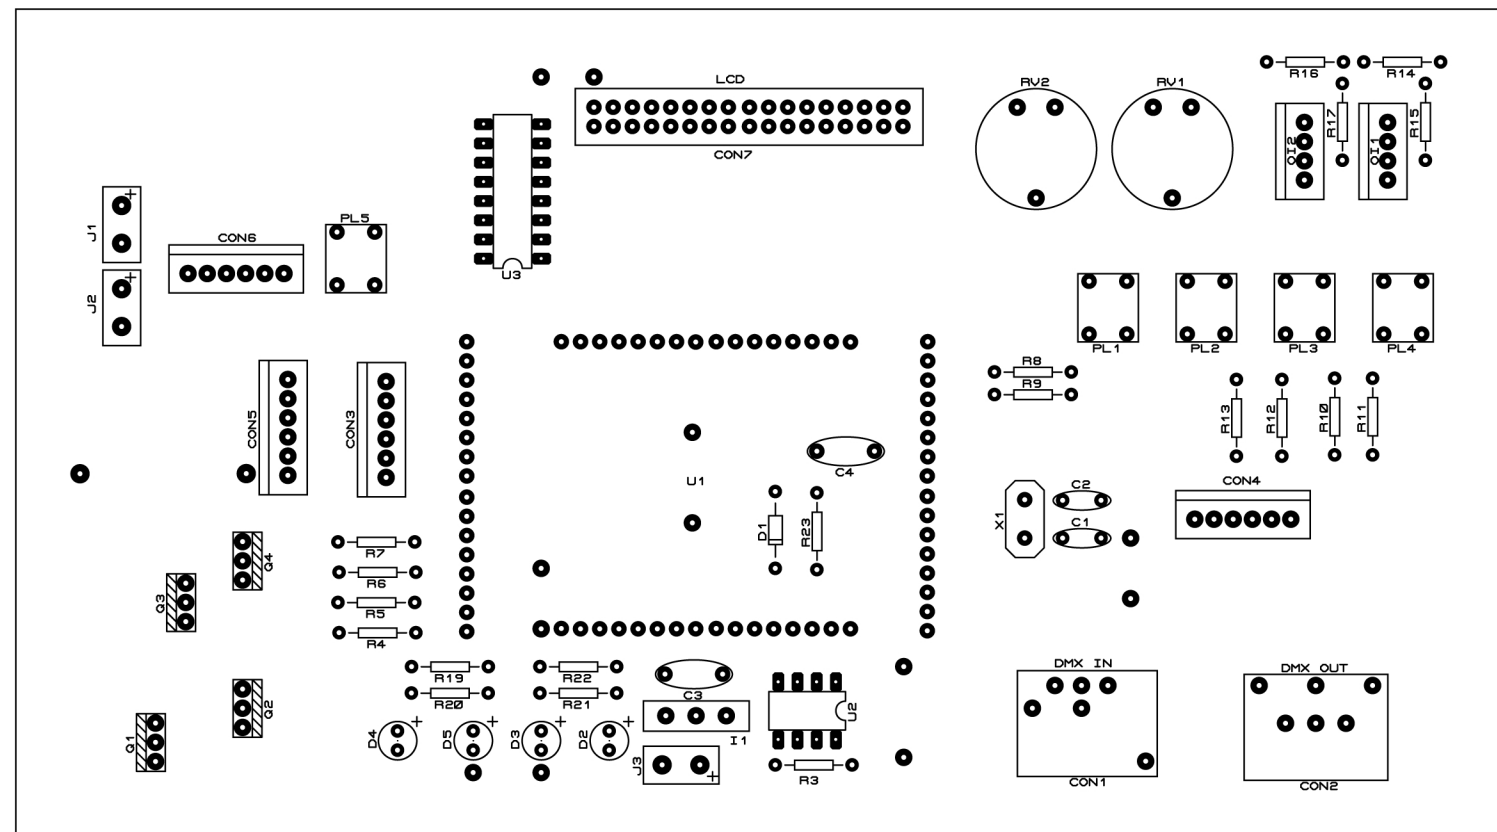 LCD
RV2
RV1
R16
R14
R17
R15
OI2
OI1
CON7
PL5
J1
CON6
U3
J2
PL1
PL2
PL3
PL4
R8
R9
CON5
CON3
R13
R12
R10
R11
C4
U1
C2
CON4
X1
C1
D1
R23
R7
Q4
R6
Q3
R5
R4
DMX IN
DMX OUT
R19
R22
C3
R20
R21
Q2
U2
Q1
D4
+
D5
+
D3
+
D2
+
I1
J3
+
R3
CON1
CON2
+
+